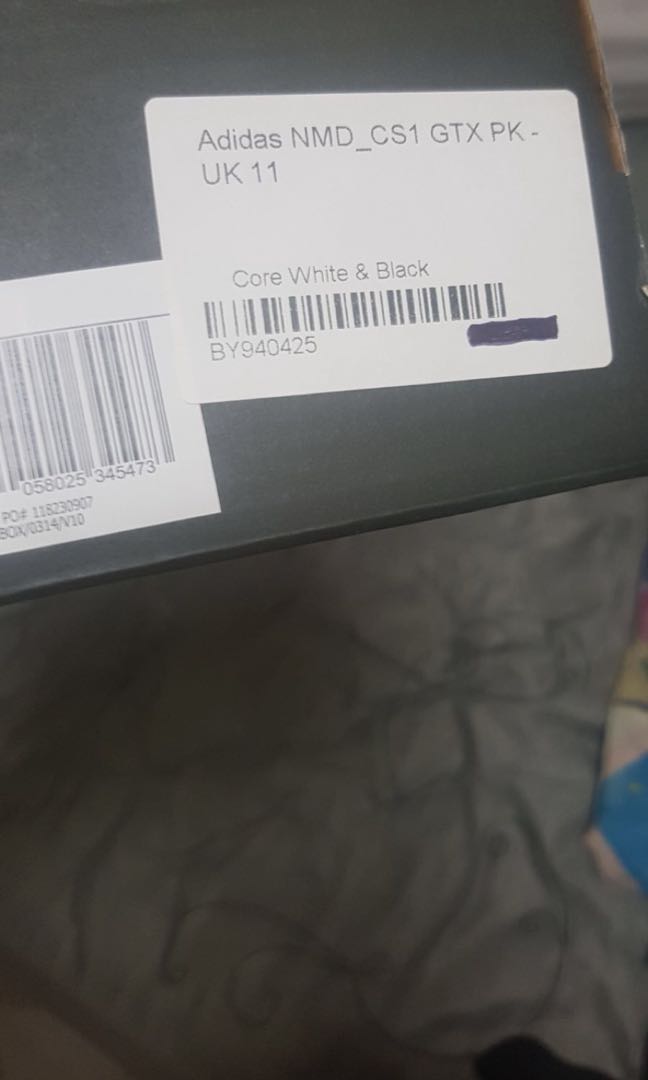 Adidas NMD_CS1 GTX PK -
UK 11
Core White & Black
BY940425
058025 345473
PO# 118230907
BOX/0314/V10